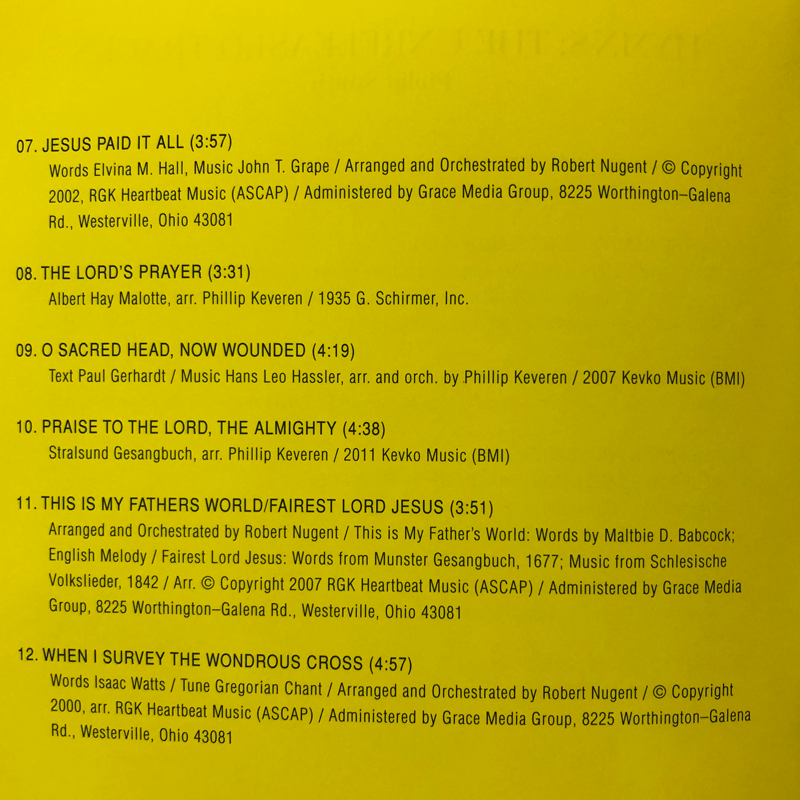 07. JESUS PAID IT ALL (3:57)
Words Elvina M. Hall, Music John T. Grape / Arranged and Orchestrated by Robert Nugent / © Copyright
2002, RGK Heartbeat Music (ASCAP) / Administered by Grace Media Group, 8225 Worthington–Galena
Rd., Westerville, Ohio 43081
08. THE LORD'S PRAYER (3:31)
Albert Hay Malotte, arr. Phillip Keveren / 1935 G. Schirmer, Inc.
09. O SACRED HEAD, NOW WOUNDED (4:19)
Text Paul Gerhardt / Music Hans Leo Hassler, arr. and orch. by Phillip Keveren / 2007 Kevko Music (BMI)
10. PRAISE TO THE LORD, THE ALMIGHTY (4:38)
Stralsund Gesangbuch, arr. Phillip Keveren / 2011 Kevko Music (BMI)
11. THIS IS MY FATHERS WORLD/FAIREST LORD JESUS (3:51)
Arranged and Orchestrated by Robert Nugent / This is My Father's World: Words by Maltbie D. Babcock;
English Melody / Fairest Lord Jesus: Words from Munster Gesangbuch, 1677; Music from Schlesische
Volkslieder, 1842 / Arr. © Copyright 2007 RGK Heartbeat Music (ASCAP) / Administered by Grace Media
Group, 8225 Worthington–Galena Rd., Westerville, Ohio 43081
12. WHEN I SURVEY THE WONDROUS CROSS (4:57)
Words Isaac Watts / Tune Gregorian Chant / Arranged and Orchestrated by Robert Nugent / © Copyright
2000, arr. RGK Heartbeat Music (ASCAP) / Administered by Grace Media Group, 8225 Worthington–Galena
Rd., Westerville, Ohio 43081